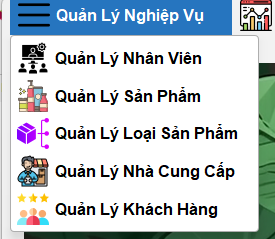 Quản Lý Nghiệp Vụ
Quản Lý Nhân Viên
Quản Lý Sản Phẩm
Quản Lý Loại Sản Phẩm
Quản Lý Nhà Cung Cấp
Quản Lý Khách Hàng